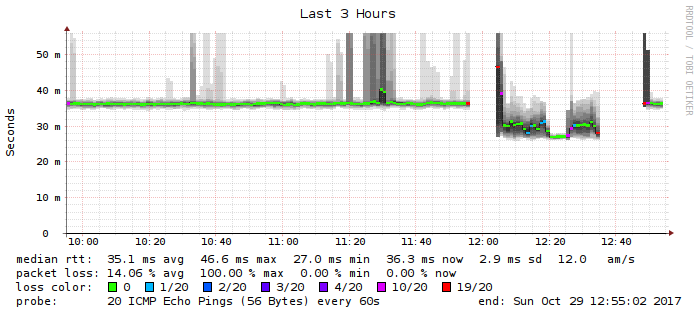 Last 3 Hours
RRDTOOL / TOBI OETIKER
Seconds
50 m
40 m
30 m
20 m
10 m
0
10:00 10:20 10:40 11:00 11:20 11:40 12:00 12:20 12:40
median rtt: 35.1 ms avg 46.6 ms max 27.0 ms min 36.3 ms now 2.9 ms sd 12.0 am/s
packet loss: 14.06 % avg 100.00 % max 0.00 % min 0.00 % now
loss color: 0 1/20 2/20 3/20 4/20 10/20 19/20
probe: 20 ICMP Echo Pings (56 Bytes) every 60s end: Sun Oct 29 12:55:02 2017